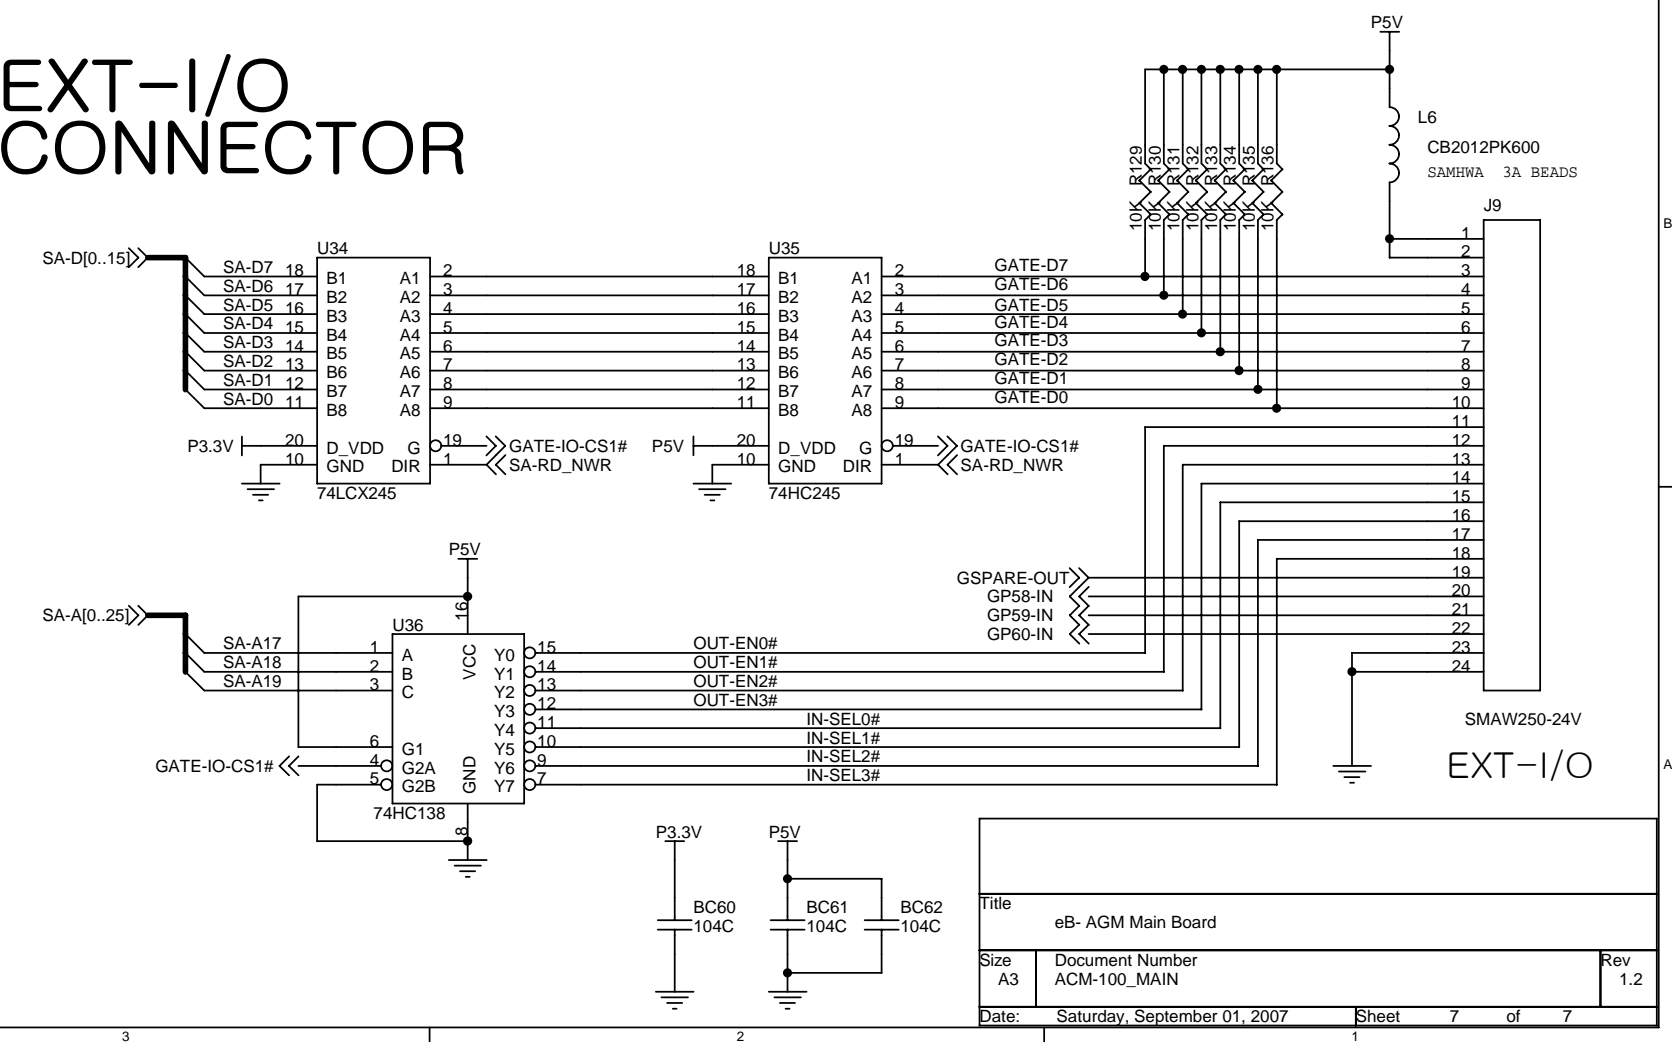 EXT-I/O
CONNECTOR
P5V
L6
CB2012PK600
SAMHWA 3A BEADS
R129 R130 R131 R132 R133 R134 R135 R136
10K 10K 10K 10K 10K 10K 10K 10K
J9
B
SA-D[0..15]
U34
U35
SA-D7 18 B1 A1 2 18 B1 A1 2 GATE-D7
SA-D6 17 B2 A2 3 17 B2 A2 3 GATE-D6
SA-D5 16 B3 A3 4 16 B3 A3 4 GATE-D5
SA-D4 15 B4 A4 5 15 B4 A4 5 GATE-D4
SA-D3 14 B5 A5 6 14 B5 A5 6 GATE-D3
SA-D2 13 B6 A6 7 13 B6 A6 7 GATE-D2
SA-D1 12 B7 A7 8 12 B7 A7 8 GATE-D1
SA-D0 11 B8 A8 9 11 B8 A8 9 GATE-D0
P3.3V 20 D_VDD G 19 GATE-IO-CS1# P5V 20 D_VDD G 19 GATE-IO-CS1#
10 GND DIR 1 SA-RD_NWR 10 GND DIR 1 SA-RD_NWR
74LCX245
74HC245
1
2
3
4
5
6
7
8
9
10
11
12
13
14
15
16
17
18
GSPARE-OUT 19
GP58-IN 20
GP59-IN 21
GP60-IN 22
23
24
SMAW250-24V
EXT-I/O
A
P5V
SA-A[0..25]
16
U36
VCC
SA-A17 1 A Y0 15 OUT-EN0#
SA-A18 2 B Y1 14 OUT-EN1#
SA-A19 3 C Y2 13 OUT-EN2#
Y3 12 OUT-EN3#
Y4 11 IN-SEL0#
6 G1 Y5 10 IN-SEL1#
GATE-IO-CS1# 4 G2A Y6 9 IN-SEL2#
5 G2B Y7 7 IN-SEL3#
GND
74HC138
8
P3.3V
P5V
BC60
104C
BC61
104C
BC62
104C
Title
eB- AGM Main Board
Size
A3
Document Number
ACM-100_MAIN
Rev
1.2
Date: Saturday, September 01, 2007 Sheet 7 of 7
3 2 1